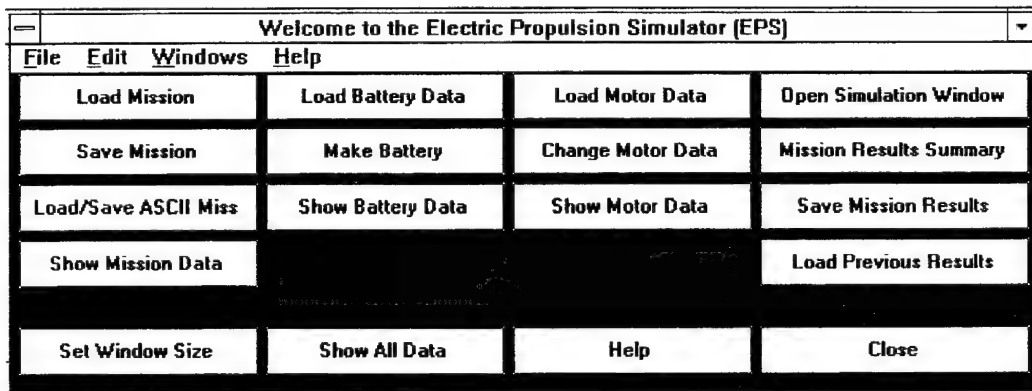 Welcome to the Electric Propulsion Simulator (EPS)
File Edit Windows Help
Load Mission Load Battery Data Load Motor Data Open Simulation Window
Save Mission Make Battery Change Motor Data Mission Results Summary
Load/Save ASCII Miss Show Battery Data Show Motor Data Save Mission Results
Show Mission Data Load Previous Results
Set Window Size Show All Data Help Close